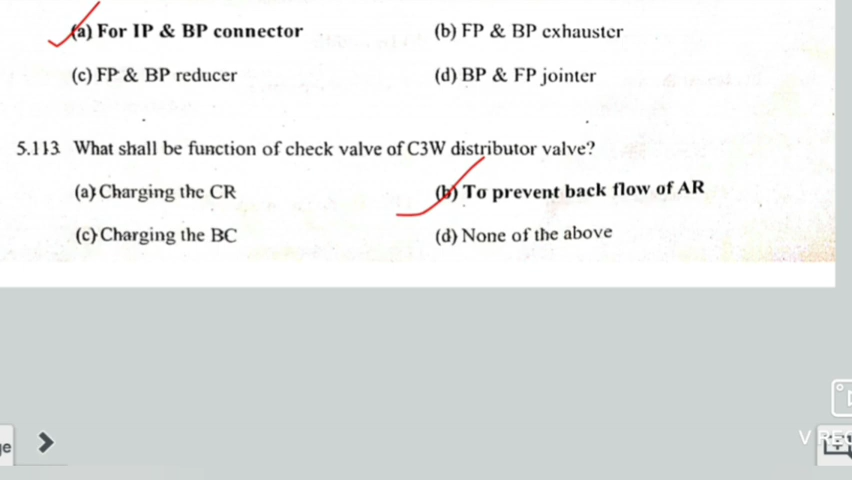 (a) For IP & BP connector (b) FP & BP exhauster
(c) FP & BP reducer (d) BP & FP jointer
5.113 What shall be function of check valve of C3W distributor valve?
(a) Charging the CR (b) To prevent back flow of AR
(c) Charging the BC (d) None of the above
V REC